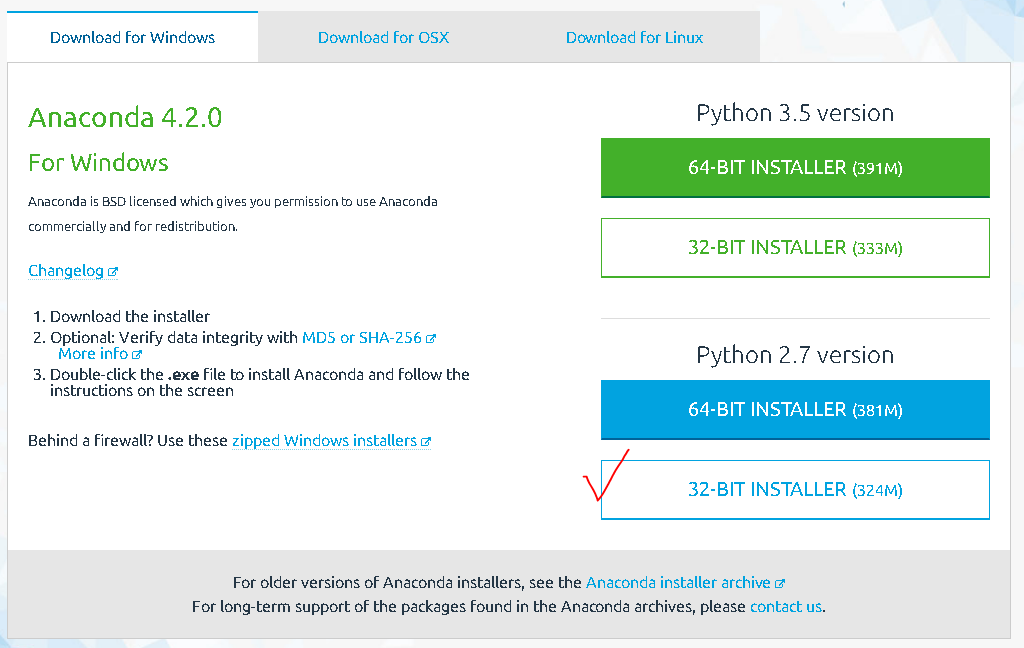 Download for Windows
Download for OSX
Download for Linux
Anaconda 4.2.0
For Windows
Anaconda is BSD licensed which gives you permission to use Anaconda
commercially and for redistribution.
Changelog
1. Download the installer
2. Optional: Verify data integrity with MD5 or SHA-256
More info
3. Double-click the .exe file to install Anaconda and follow the
instructions on the screen
Behind a firewall? Use these zipped Windows installers
Python 3.5 version
64-BIT INSTALLER (391M)
32-BIT INSTALLER (333M)
Python 2.7 version
64-BIT INSTALLER (381M)
32-BIT INSTALLER (324M)
For older versions of Anaconda installers, see the Anaconda installer archive
For long-term support of the packages found in the Anaconda archives, please contact us.